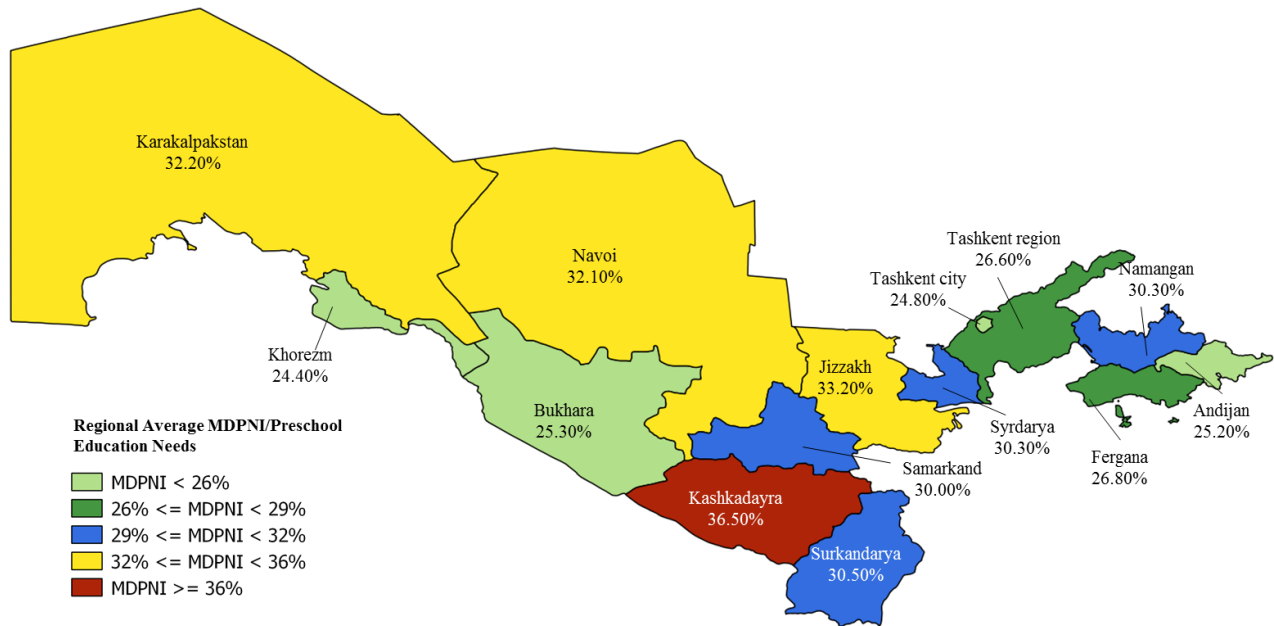 Karakalpakstan
32.20%
Navoi
32.10%
Tashkent region
26.60%
Tashkent city
24.80%
Namangan
30.30%
Khorezm
24.40%
Jizzakh
33.20%
Bukhara
25.30%
Syrdarya
30.30%
Andijan
25.20%
Fergana
26.80%
Samarkand
30.00%
Kashkadayra
36.50%
Surkandarya
30.50%
Regional Average MDPNI/Preschool
Education Needs
MDPNI < 26%
26% <= MDPNI < 29%
29% <= MDPNI < 32%
32% <= MDPNI < 36%
MDPNI >= 36%